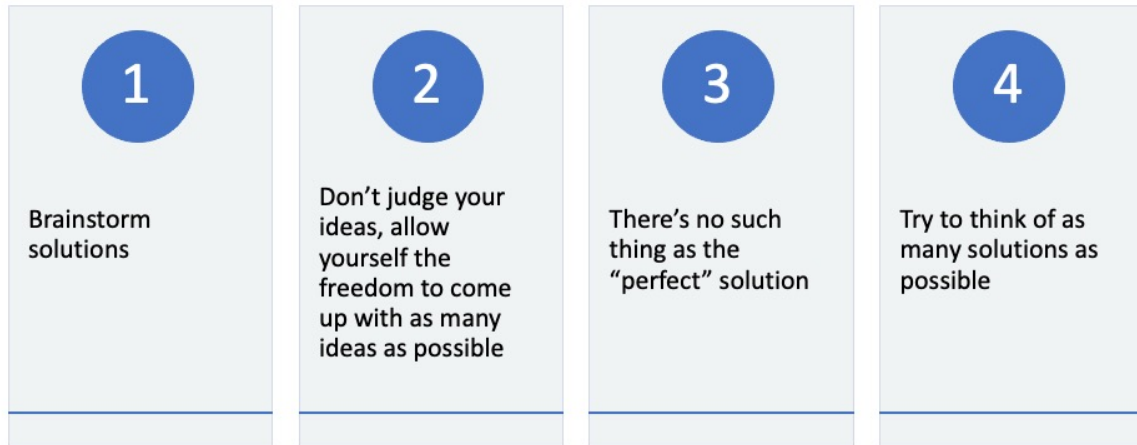 1
Brainstorm
solutions
2
Don’t judge your
ideas, allow
yourself the
freedom to come
up with as many
ideas as possible
3
There’s no such
thing as the
“perfect” solution
4
Try to think of as
many solutions as
possible